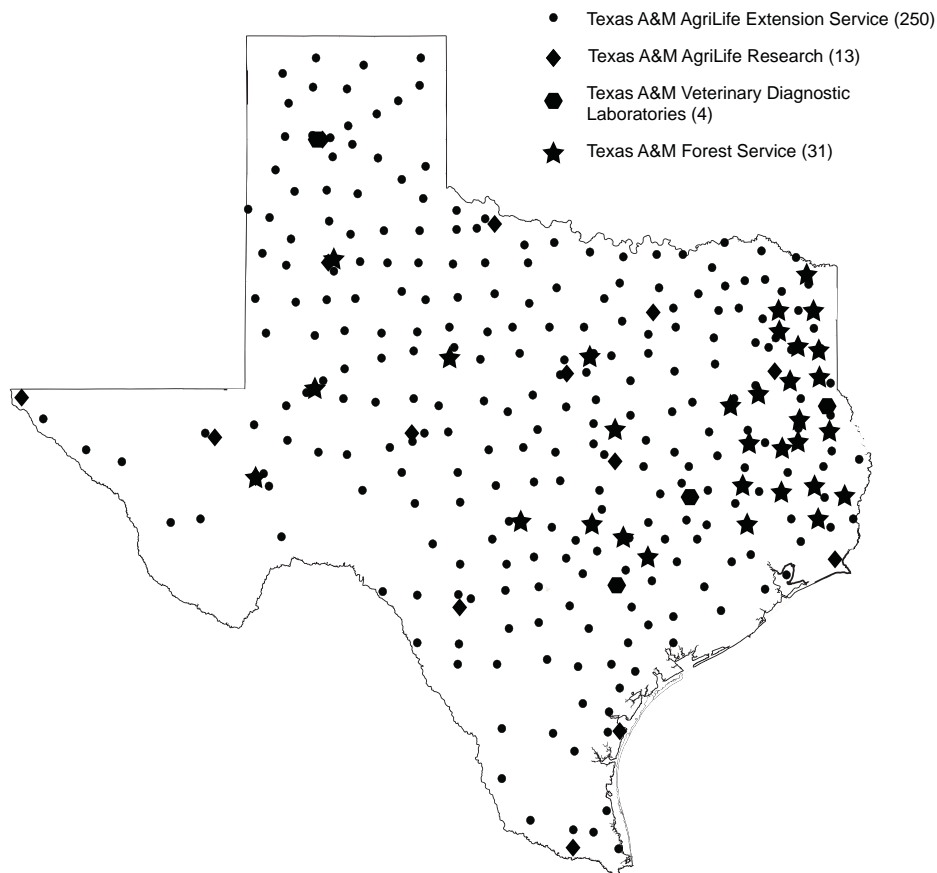 Texas A&M AgriLife Extension Service (250)
Texas A&M AgriLife Research (13)
Texas A&M Veterinary Diagnostic
Laboratories (4)
Texas A&M Forest Service (31)